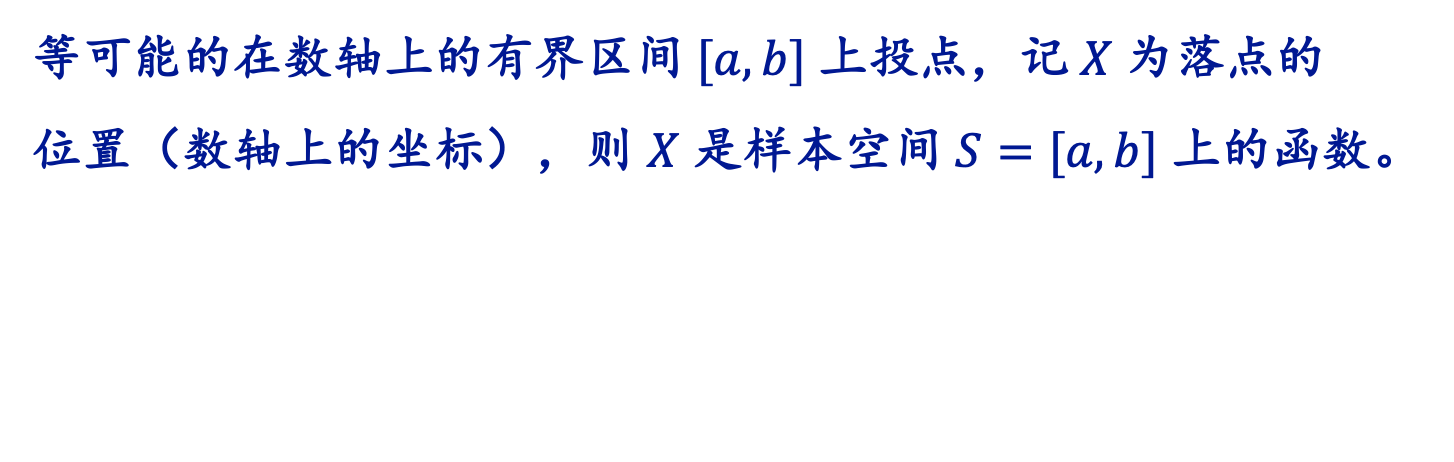 等可能的在数轴上的有界区间 [a, b] 上投点，记 X 为落点的
位置（数轴上的坐标），则 X 是样本空间 S = [a, b] 上的函数。